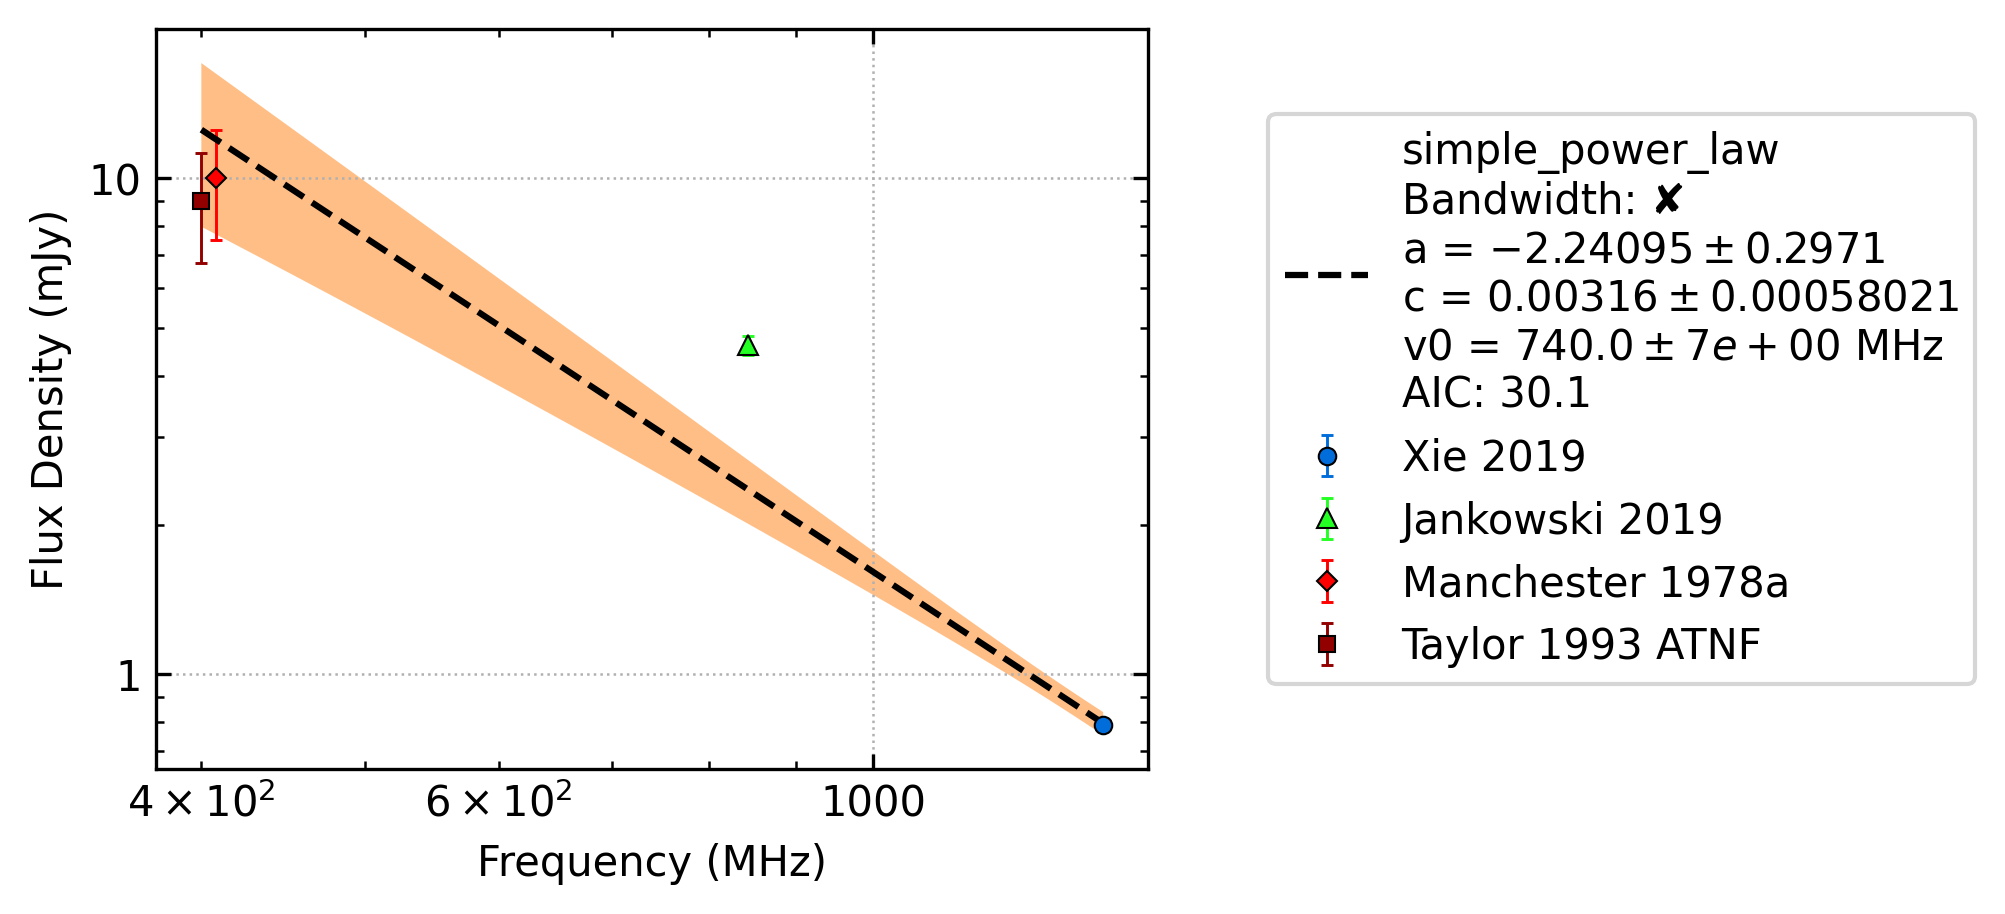 Flux Density (mJy)
10
1
4 × 10²
6 × 10²
1000
Frequency (MHz)
simple_power_law
Bandwidth: ✘
a = −2.24095 ± 0.2971
c = 0.00316 ± 0.00058021
v0 = 740.0 ± 7e + 00 MHz
AIC: 30.1
Xie 2019
Jankowski 2019
Manchester 1978a
Taylor 1993 ATNF